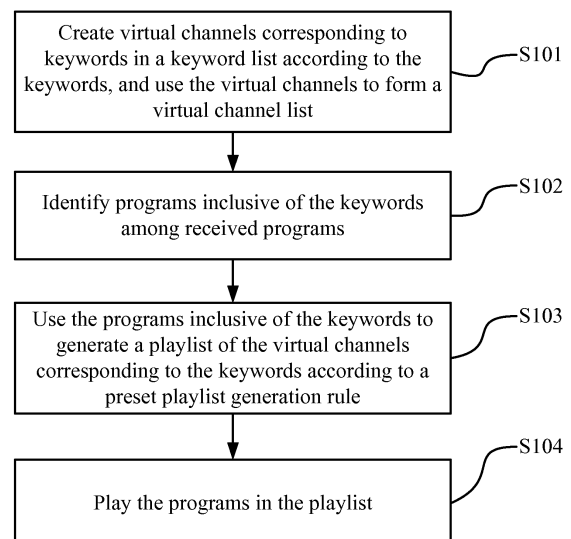 Create virtual channels corresponding to
keywords in a keyword list according to the
keywords, and use the virtual channels to form a
virtual channel list
S101
Identify programs inclusive of the keywords
among received programs
S102
Use the programs inclusive of the keywords to
generate a playlist of the virtual channels
corresponding to the keywords according to a
preset playlist generation rule
S103
Play the programs in the playlist
S104